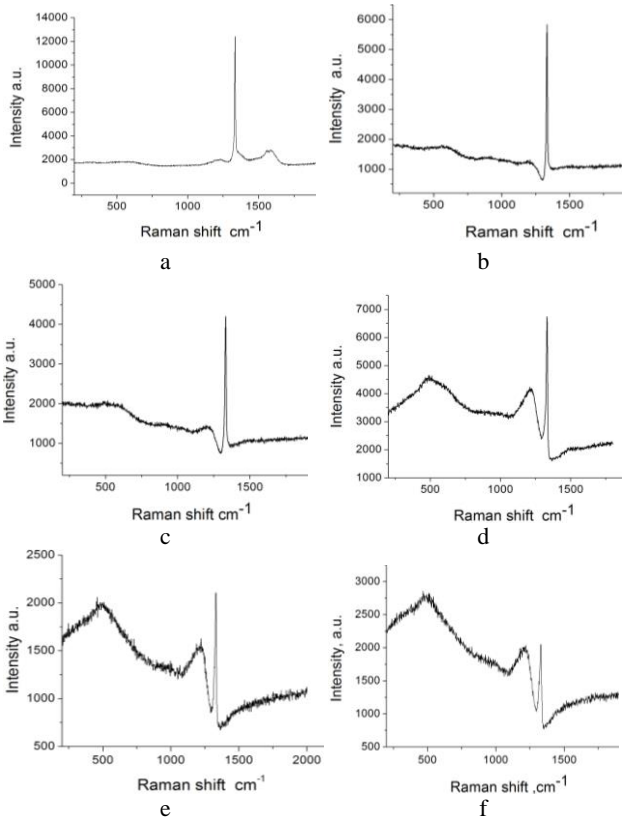 14000
12000
10000
8000
6000
4000
2000
0
Intensity a.u.
500 1000 1500
Raman shift cm-1
a
6000
5000
4000
3000
2000
1000
Intensity a.u.
500 1000 1500
Raman shift cm-1
b
5000
4000
3000
2000
1000
Intensity a.u.
500 1000 1500
Raman shift cm-1
c
7000
6000
5000
4000
3000
2000
1000
Intensity a.u.
500 1000 1500
Raman shift cm-1
d
2500
2000
1500
1000
500
Intensity a.u.
500 1000 1500 2000
Raman shift cm-1
e
3000
2500
2000
1500
1000
500
Intensity, a.u.
500 1000 1500
Raman shift ,cm-1
f